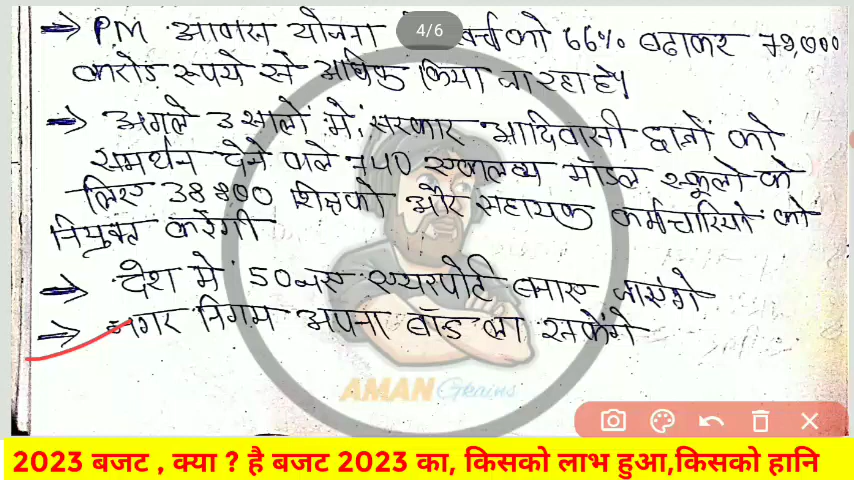 → PM आवास योजना 4/6 खर्च को 66% बढाकर 79,000
करोड रूपये से अधिक किया जा रहा है।
→ अगले 3 सालों में, सरकार आदिवासी छात्रों को
समर्थन देने वाले 740 एकलव्य मॉडल स्कूलों के
लिए 38800 शिक्षकों और सहायक कर्मचारियों को
नियुक्त करेगी
→ देश में 50 नए एयरपोर्ट बनाए जाएंगे
→ नगर निगम अपना बॉंड ला सकेंगे
AMAN Grains
2023 बजट , क्या ? है बजट 2023 का, किसको लाभ हुआ,किसको हानि